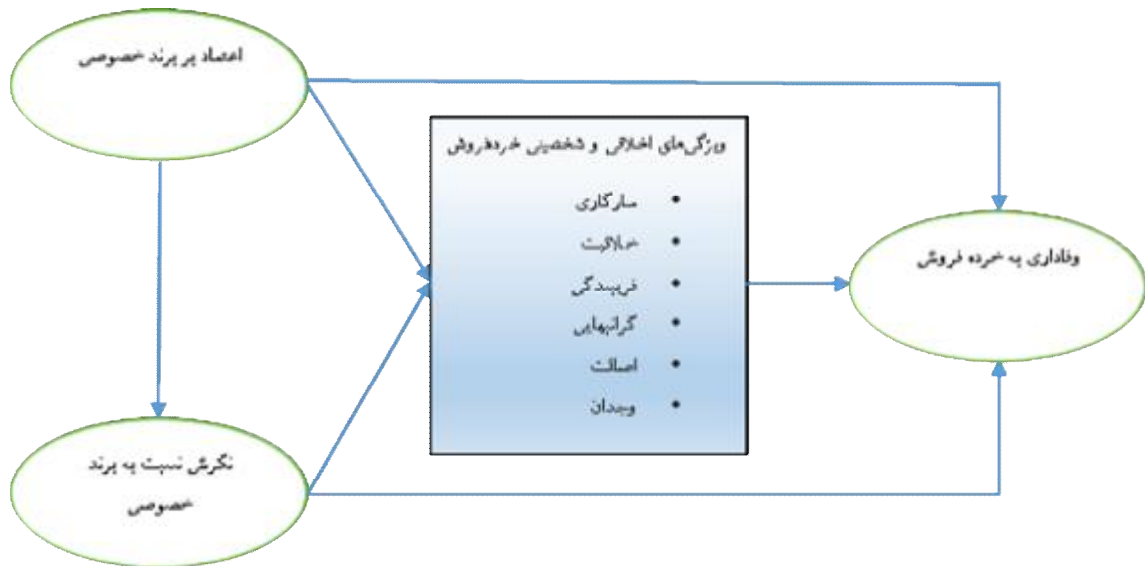 اعتماد بر برند خصوصی
ویژگی‌های اخلاقی و شخصیتی خرده‌فروش
سازگاری
خلاقیت
فریبندگی
گرانبهایی
اصالت
وجدان
وفاداری به خرده فروش
نگرش نسبت به برند
خصوصی